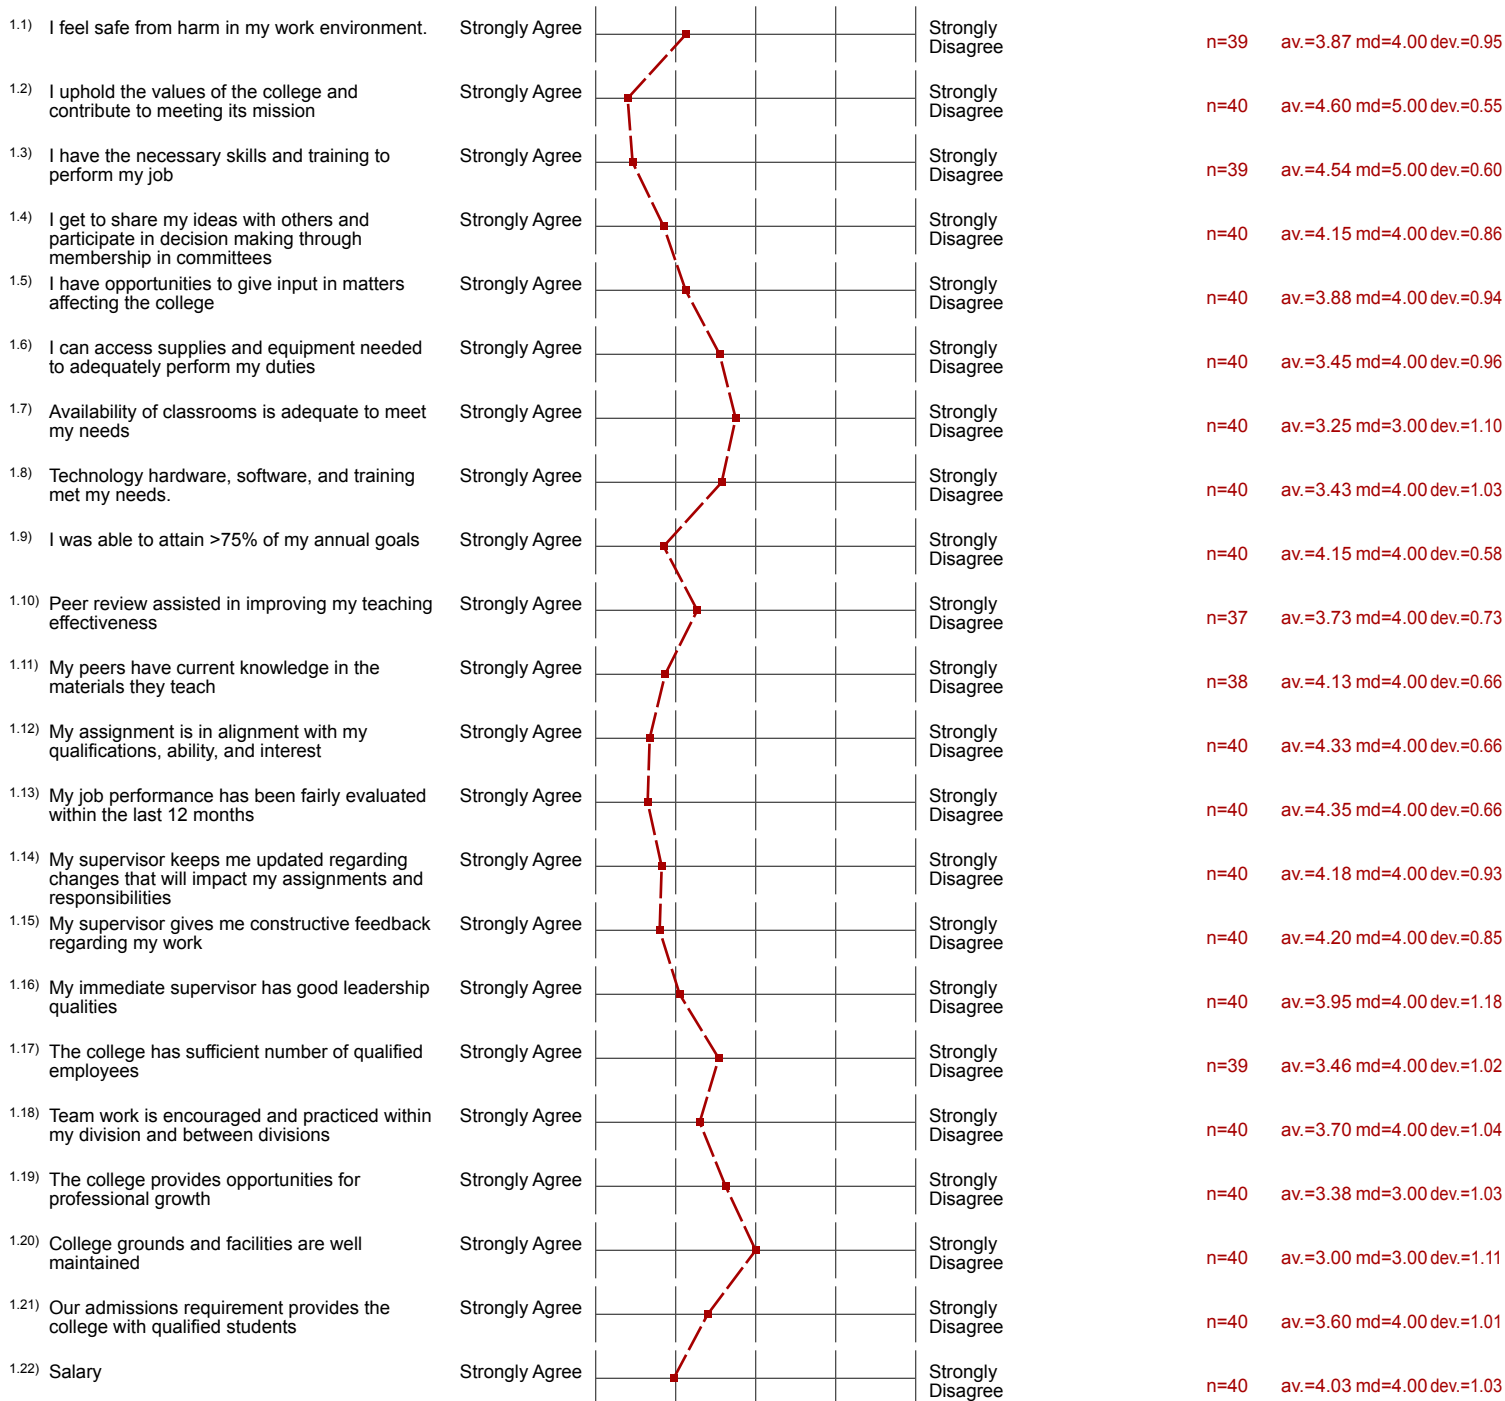 1.1) I feel safe from harm in my work environment. Strongly Agree Strongly
Disagree n=39 av.=3.87 md=4.00 dev.=0.95
1.2) I uphold the values of the college and Strongly Agree Strongly
contribute to meeting its mission Disagree n=40 av.=4.60 md=5.00 dev.=0.55
1.3) I have the necessary skills and training to Strongly Agree Strongly
perform my job Disagree n=39 av.=4.54 md=5.00 dev.=0.60
1.4) I get to share my ideas with others and Strongly Agree Strongly
participate in decision making through Disagree n=40 av.=4.15 md=4.00 dev.=0.86
membership in committees
1.5) I have opportunities to give input in matters Strongly Agree Strongly
affecting the college Disagree n=40 av.=3.88 md=4.00 dev.=0.94
1.6) I can access supplies and equipment needed Strongly Agree Strongly
to adequately perform my duties Disagree n=40 av.=3.45 md=4.00 dev.=0.96
1.7) Availability of classrooms is adequate to meet Strongly Agree Strongly
my needs Disagree n=40 av.=3.25 md=3.00 dev.=1.10
1.8) Technology hardware, software, and training Strongly Agree Strongly
met my needs. Disagree n=40 av.=3.43 md=4.00 dev.=1.03
1.9) I was able to attain >75% of my annual goals Strongly Agree Strongly
Disagree n=40 av.=4.15 md=4.00 dev.=0.58
1.10) Peer review assisted in improving my teaching Strongly Agree Strongly
effectiveness Disagree n=37 av.=3.73 md=4.00 dev.=0.73
1.11) My peers have current knowledge in the Strongly Agree Strongly
materials they teach Disagree n=38 av.=4.13 md=4.00 dev.=0.66
1.12) My assignment is in alignment with my Strongly Agree Strongly
qualifications, ability, and interest Disagree n=40 av.=4.33 md=4.00 dev.=0.66
1.13) My job performance has been fairly evaluated Strongly Agree Strongly
within the last 12 months Disagree n=40 av.=4.35 md=4.00 dev.=0.66
1.14) My supervisor keeps me updated regarding Strongly Agree Strongly
changes that will impact my assignments and Disagree n=40 av.=4.18 md=4.00 dev.=0.93
responsibilities
1.15) My supervisor gives me constructive feedback Strongly Agree Strongly
regarding my work Disagree n=40 av.=4.20 md=4.00 dev.=0.85
1.16) My immediate supervisor has good leadership Strongly Agree Strongly
qualities Disagree n=40 av.=3.95 md=4.00 dev.=1.18
1.17) The college has sufficient number of qualified Strongly Agree Strongly
employees Disagree n=39 av.=3.46 md=4.00 dev.=1.02
1.18) Team work is encouraged and practiced within Strongly Agree Strongly
my division and between divisions Disagree n=40 av.=3.70 md=4.00 dev.=1.04
1.19) The college provides opportunities for Strongly Agree Strongly
professional growth Disagree n=40 av.=3.38 md=3.00 dev.=1.03
1.20) College grounds and facilities are well Strongly Agree Strongly
maintained Disagree n=40 av.=3.00 md=3.00 dev.=1.11
1.21) Our admissions requirement provides the Strongly Agree Strongly
college with qualified students Disagree n=40 av.=3.60 md=4.00 dev.=1.01
1.22) Salary Strongly Agree Strongly
Disagree n=40 av.=4.03 md=4.00 dev.=1.03